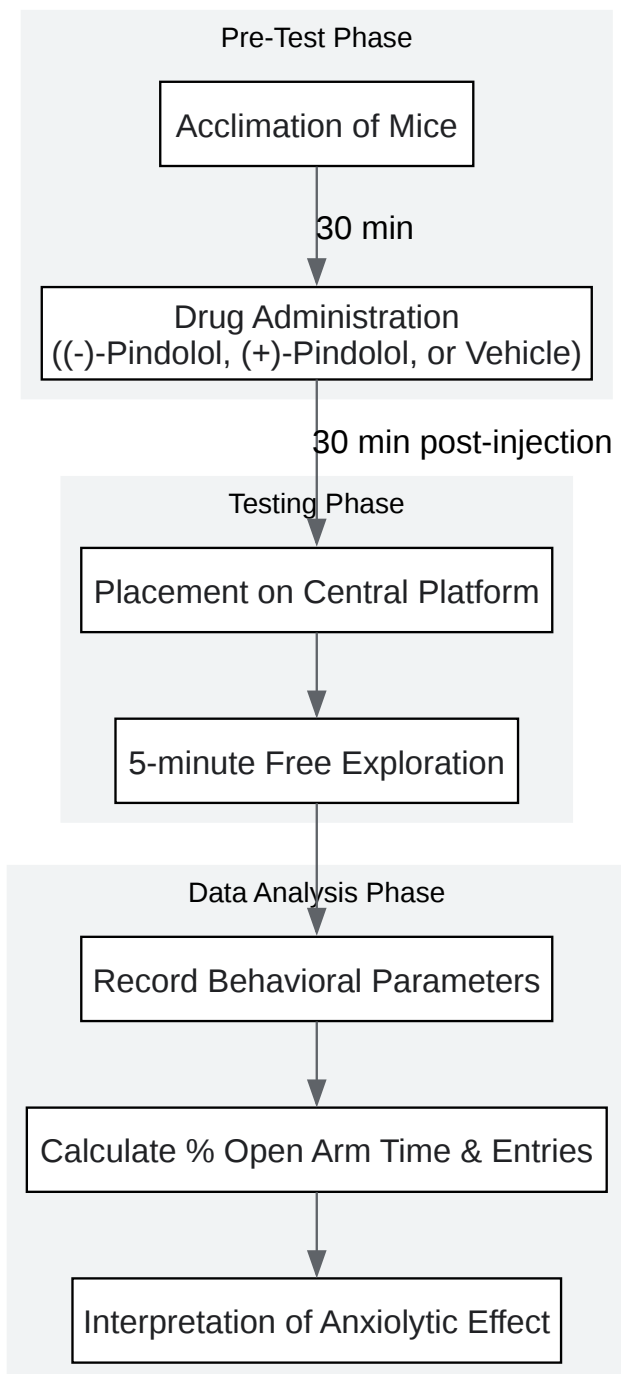 Pre-Test Phase
Acclimation of Mice
30 min
Drug Administration
((-)-Pindolol, (+)-Pindolol, or Vehicle)
30 min post-injection
Testing Phase
Placement on Central Platform
5-minute Free Exploration
Data Analysis Phase
Record Behavioral Parameters
Calculate % Open Arm Time & Entries
Interpretation of Anxiolytic Effect